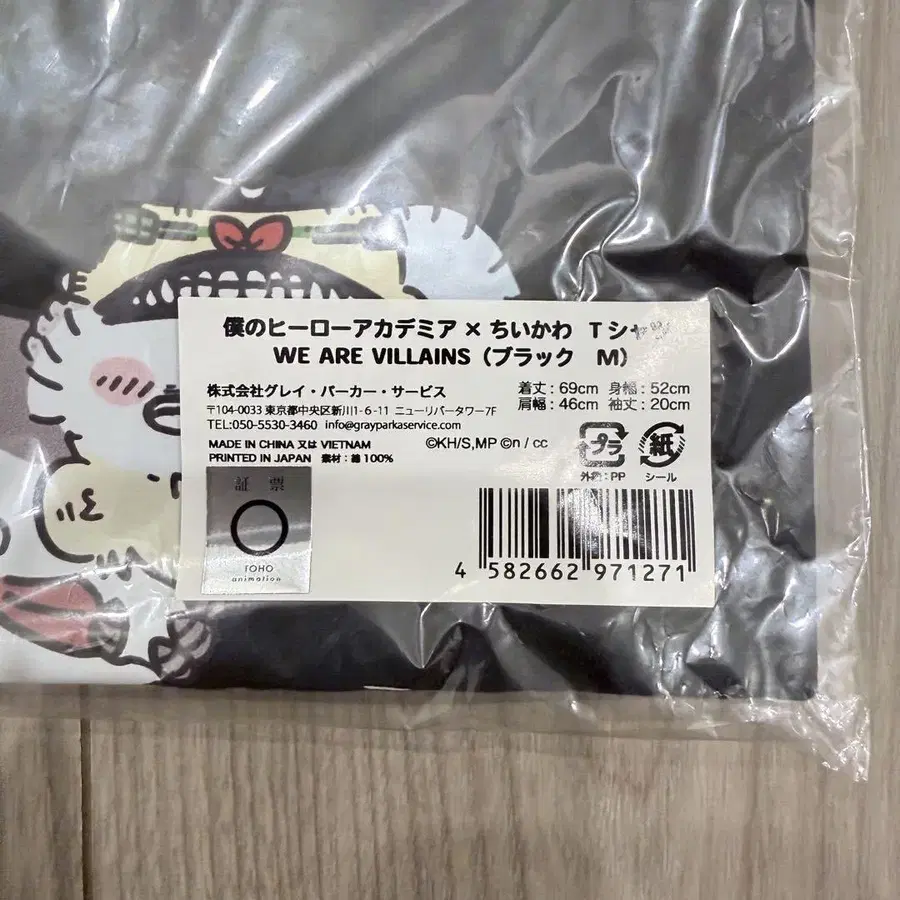 僕のヒーローアカデミア × ちいかわ Tシャツ
WE ARE VILLAINS（ブラック M）
株式会社グレイ・パーカー・サービス
〒104-0033 東京都中央区新川1-6-11 ニューリバータワー7F
TEL:050-5530-3460 info@grayparkaservice.com
着丈：69cm 身幅：52cm
肩幅：46cm 袖丈：20cm
MADE IN CHINA 又は VIETNAM
PRINTED IN JAPAN 素材：綿 100%
©KH/S,MP ©n / cc
プラ
紙
外袋：PP
シール
証票
TOHO
animation
4 582662 971271